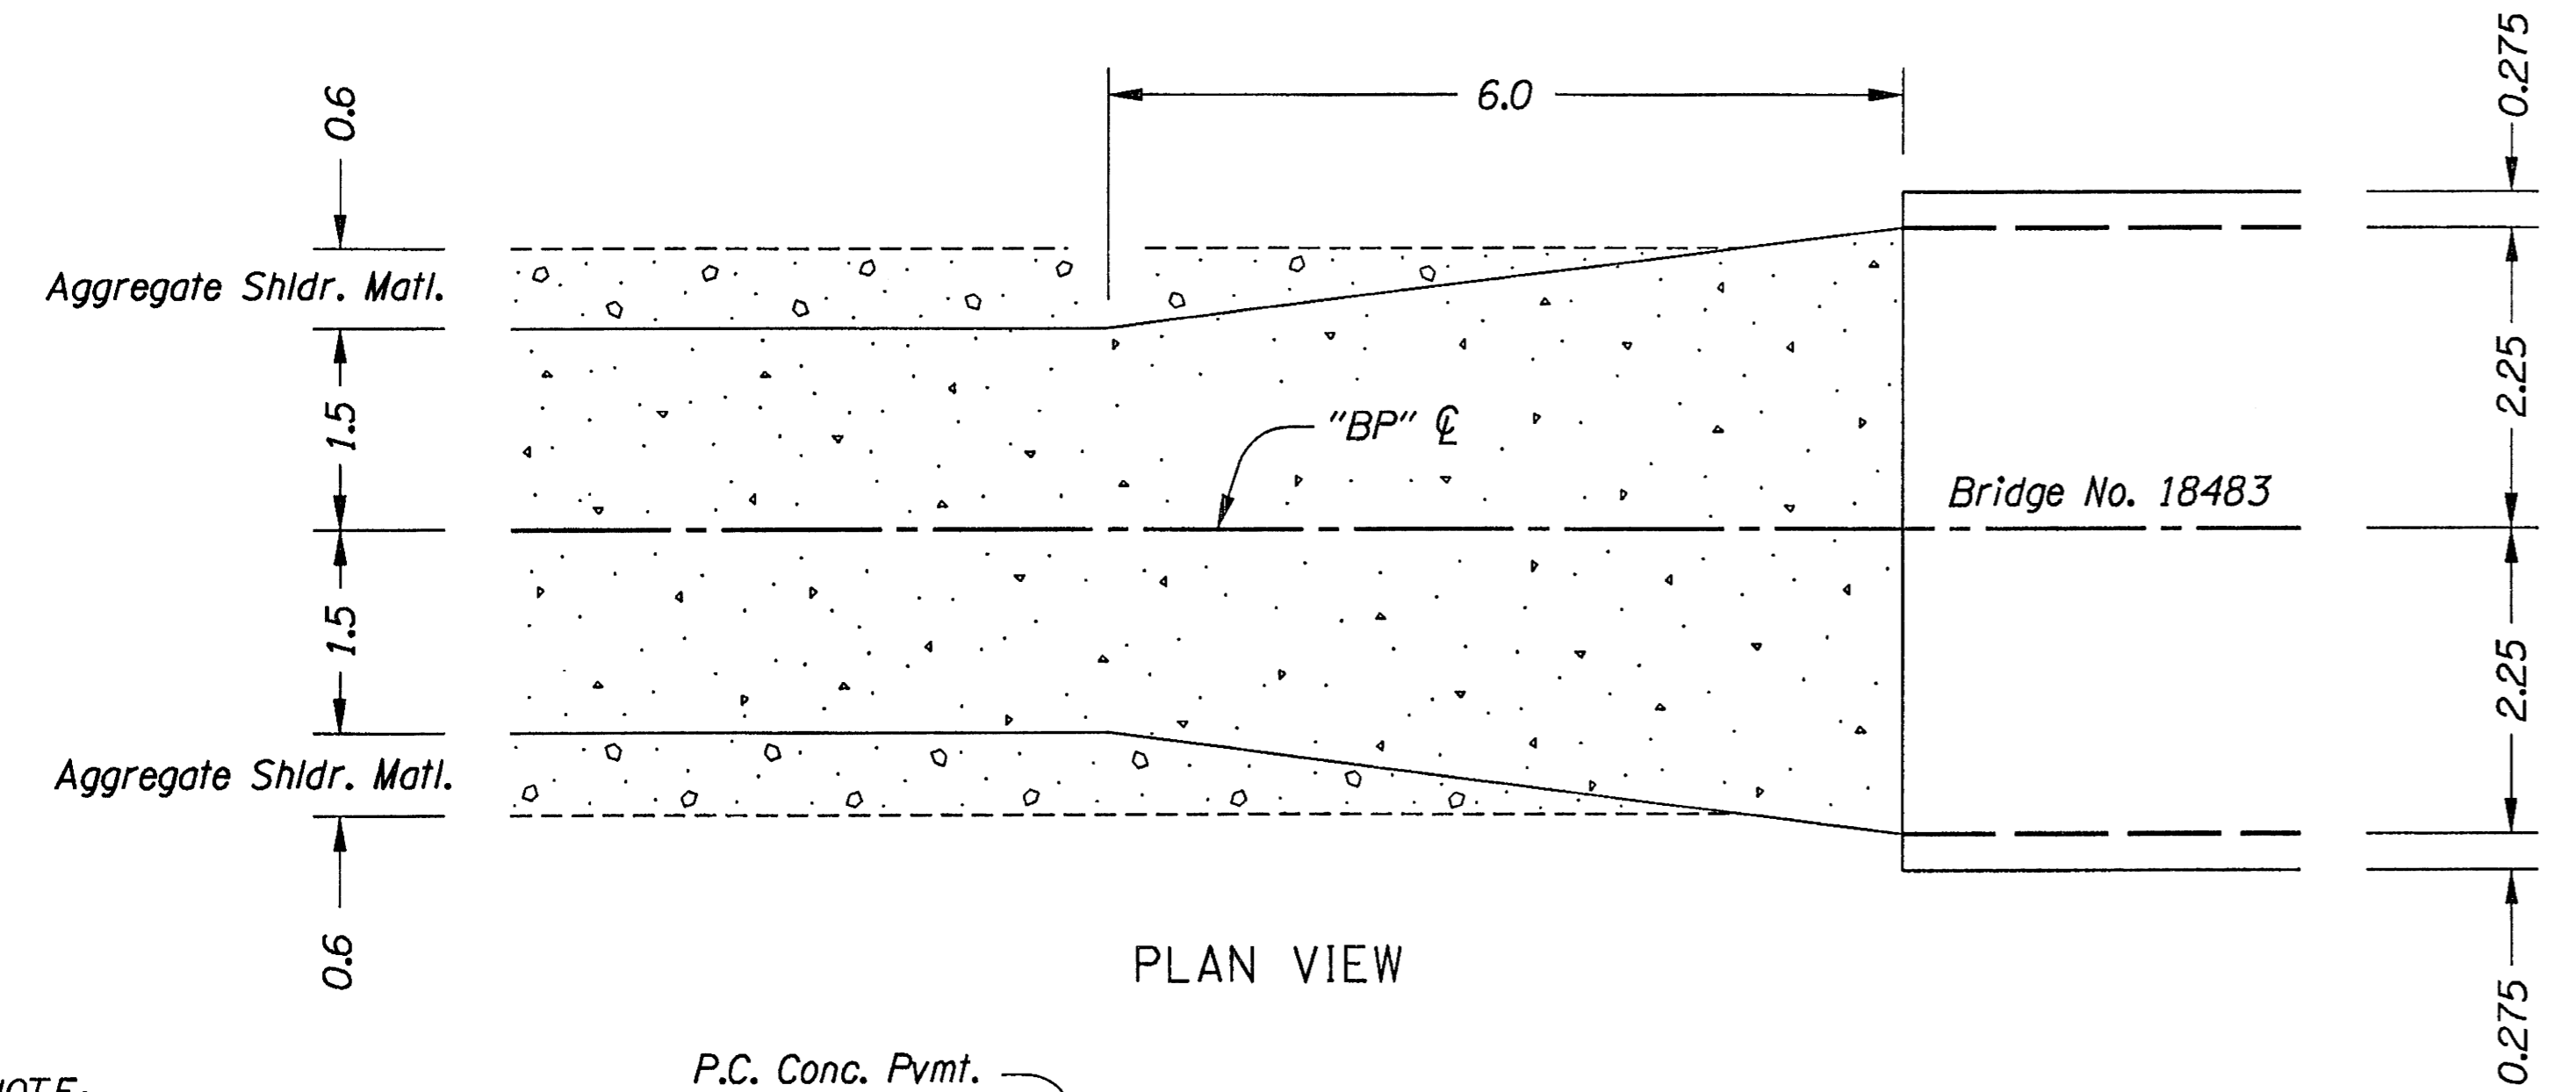 0.275
6.0
0.6
Aggregate Shldr. Matl.
1.5
2.25
"BP" ℄
Bridge No. 18483
1.5
2.25
Aggregate Shldr. Matl.
0.6
PLAN VIEW
0.275
P.C. Conc. Pvmt.
NOTE: